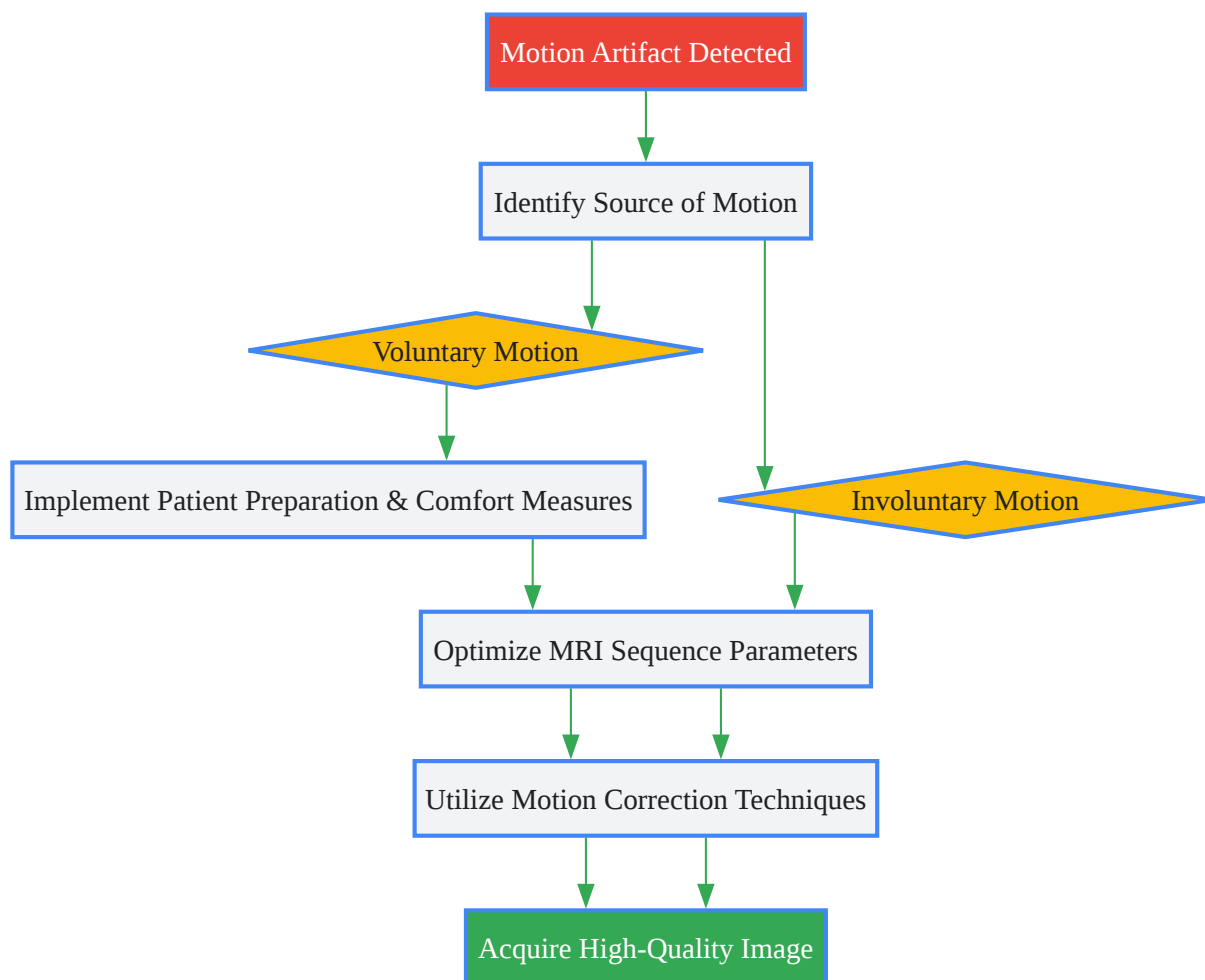 Motion Artifact Detected
Identify Source of Motion
Voluntary Motion
Implement Patient Preparation & Comfort Measures
Involuntary Motion
Optimize MRI Sequence Parameters
Utilize Motion Correction Techniques
Acquire High-Quality Image